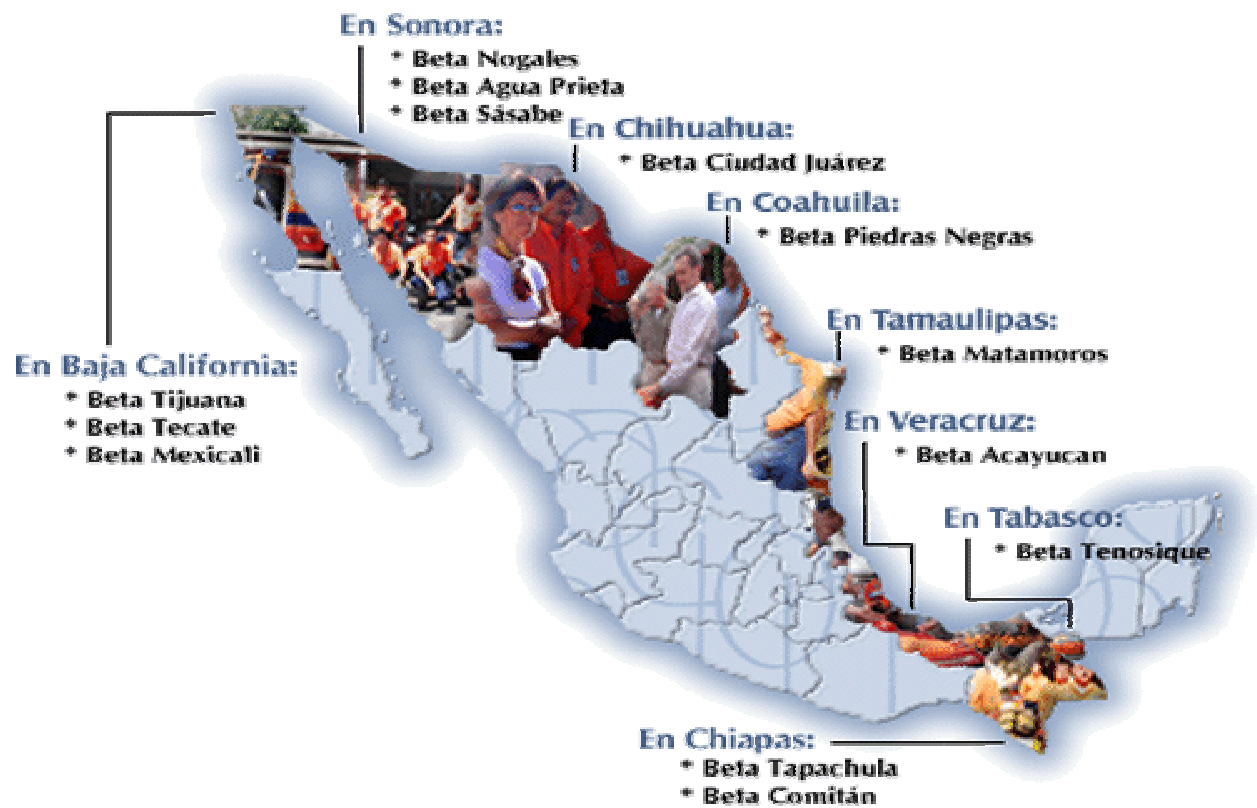 En Sonora:
* Beta Nogales
* Beta Agua Prieta
* Beta Sásabe
En Chihuahua:
* Beta Ciudad Juárez
En Coahuila:
* Beta Piedras Negras
En Tamaulipas:
* Beta Matamoros
En Baja California:
* Beta Tijuana
* Beta Tecate
* Beta Mexicali
En Veracruz:
* Beta Acayucan
En Tabasco:
* Beta Tenosique
En Chiapas:
* Beta Tapachula
* Beta Comitán